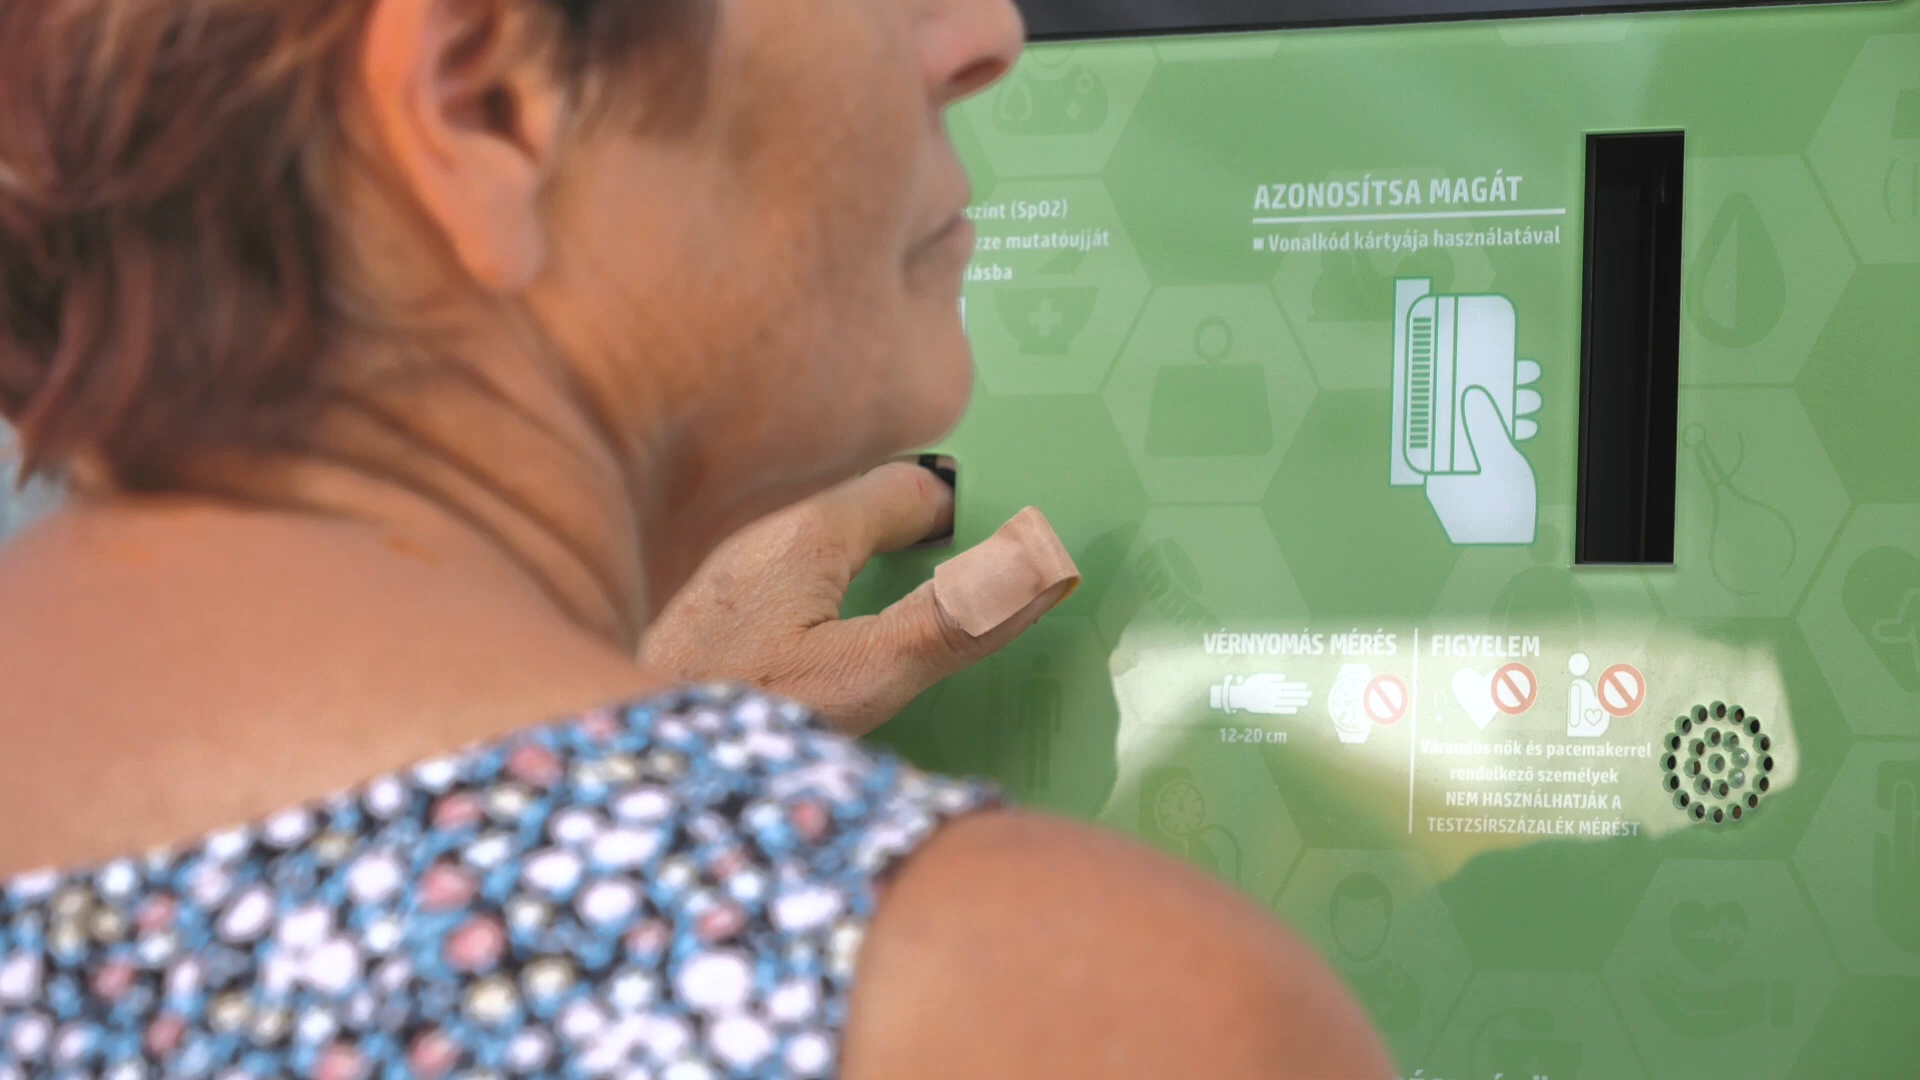 szint (SpO2)
mutatóujját
AZONOSÍTSA MAGÁT
▪ Vonalkód kártyája használatával
VÉRNYOMÁS MÉRÉS
12-20 cm
FIGYELEM
Várandós nők és pacemakerrel
rendelkező személyek
NEM HASZNÁLHATJÁK A
TESTZSÍRSZÁZALÉK MÉRÉST